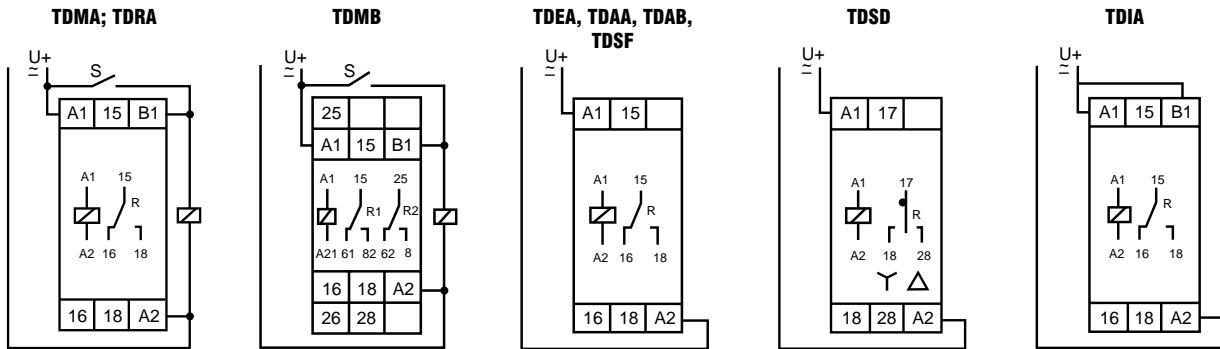 TDMA; TDRA
U+
~
S
A1 15 B1
A1 15
R
A2 16 18
16 18 A2
TDMB
U+
~
S
25
A1 15 B1
A1 15 25
R1 R2
A21 61 82 62 8
16 18 A2
26 28
TDEA, TDAA, TDAB,
TDSF
U+
~
A1 15
A1 15
R
A2 16 18
16 18 A2
TDSD
U+
~
A1 17
A1 17
R
A2 18 28
18 28 A2
TDIA
U+
~
A1 15 B1
A1 15
R
A2 16 18
16 18 A2